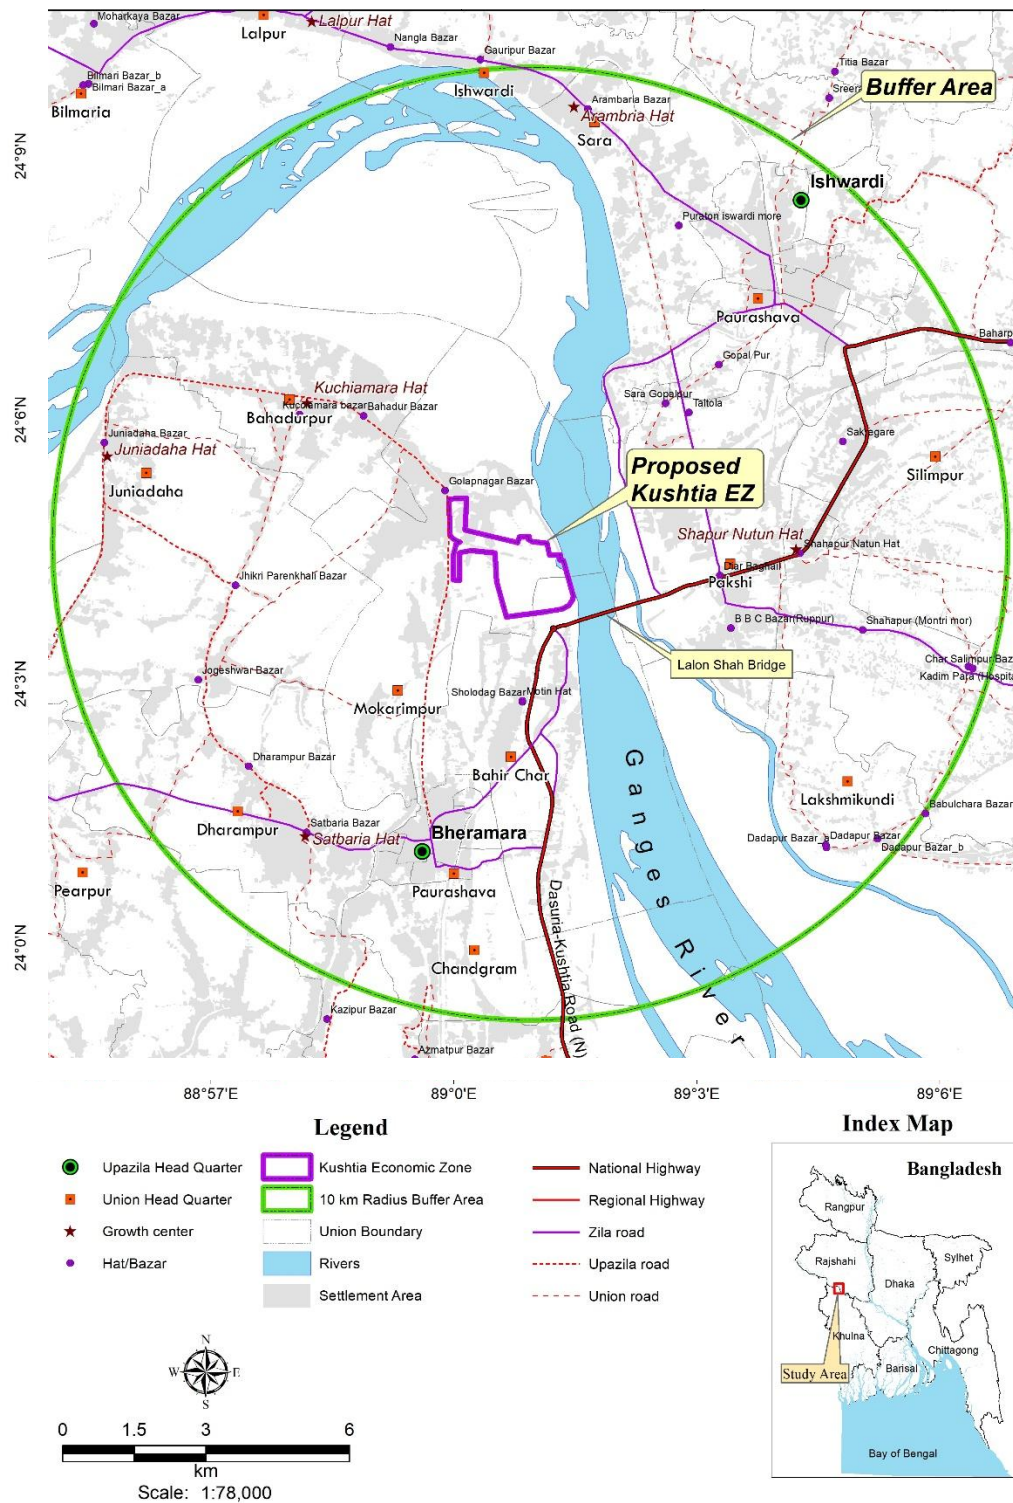 Moharkaya Bazar
Lalpur Hat
Lalpur
Nangla Bazar
Gauripur Bazar
Titia Bazar
Bilmari Bazar_b
Bilmari Bazar_a
Bilmaria
Ishwardi
Buffer Area
Arambaria Bazar
Arambria Hat
Sara
24°9'N
Ishwardi
Puraton iswardi more
Paurashava
Gopal Pur
Kuchiamara Hat
Sara Gopalpur
Taltola
Bahadur Bazar
Bahadurpur
24°6'N
Juniadaha Bazar
Juniadaha Hat
Juniadaha
Silimpur
Proposed
Kushtia EZ
Golapnagar Bazar
Shapur Nutun Hat
Shahapur Natun Hat
Diar Baghail
Pakshi
Jhikri Parenkhali Bazar
B B C Bazar(Ruppur)
Shahapur (Montri mor)
Lalon Shah Bridge
24°3'N
Jogeshwar Bazar
Mokarimpur
Sholodag Bazar
Motin Hat
Dharampur Bazar
Bahir Char
Lakshmikundi
Babulchara Bazar
Dharampur
Satbaria Bazar
Satbaria Hat
Bheramara
Dadapur Bazar
Dadapur Bazar_b
Pearpur
Paurashava
Ganges River
24°0'N
Chandgram
Dasuria-Kushtia Road (N)
Kazipur Bazar
Azmatpur Bazar
88°57'E 89°0'E 89°3'E 89°6'E
Legend
Upazila Head Quarter
Union Head Quarter
Growth center
Hat/Bazar
Kushtia Economic Zone
10 km Radius Buffer Area
Union Boundary
Rivers
Settlement Area
National Highway
Regional Highway
Zila road
Upazila road
Union road
Index Map
Bangladesh
Rangpur
Rajshahi
Sylhet
Dhaka
Khulna
Chittagong
Barisal
Study Area
Bay of Bengal
N
W E
S
0 1.5 3 6
km
Scale: 1:78,000